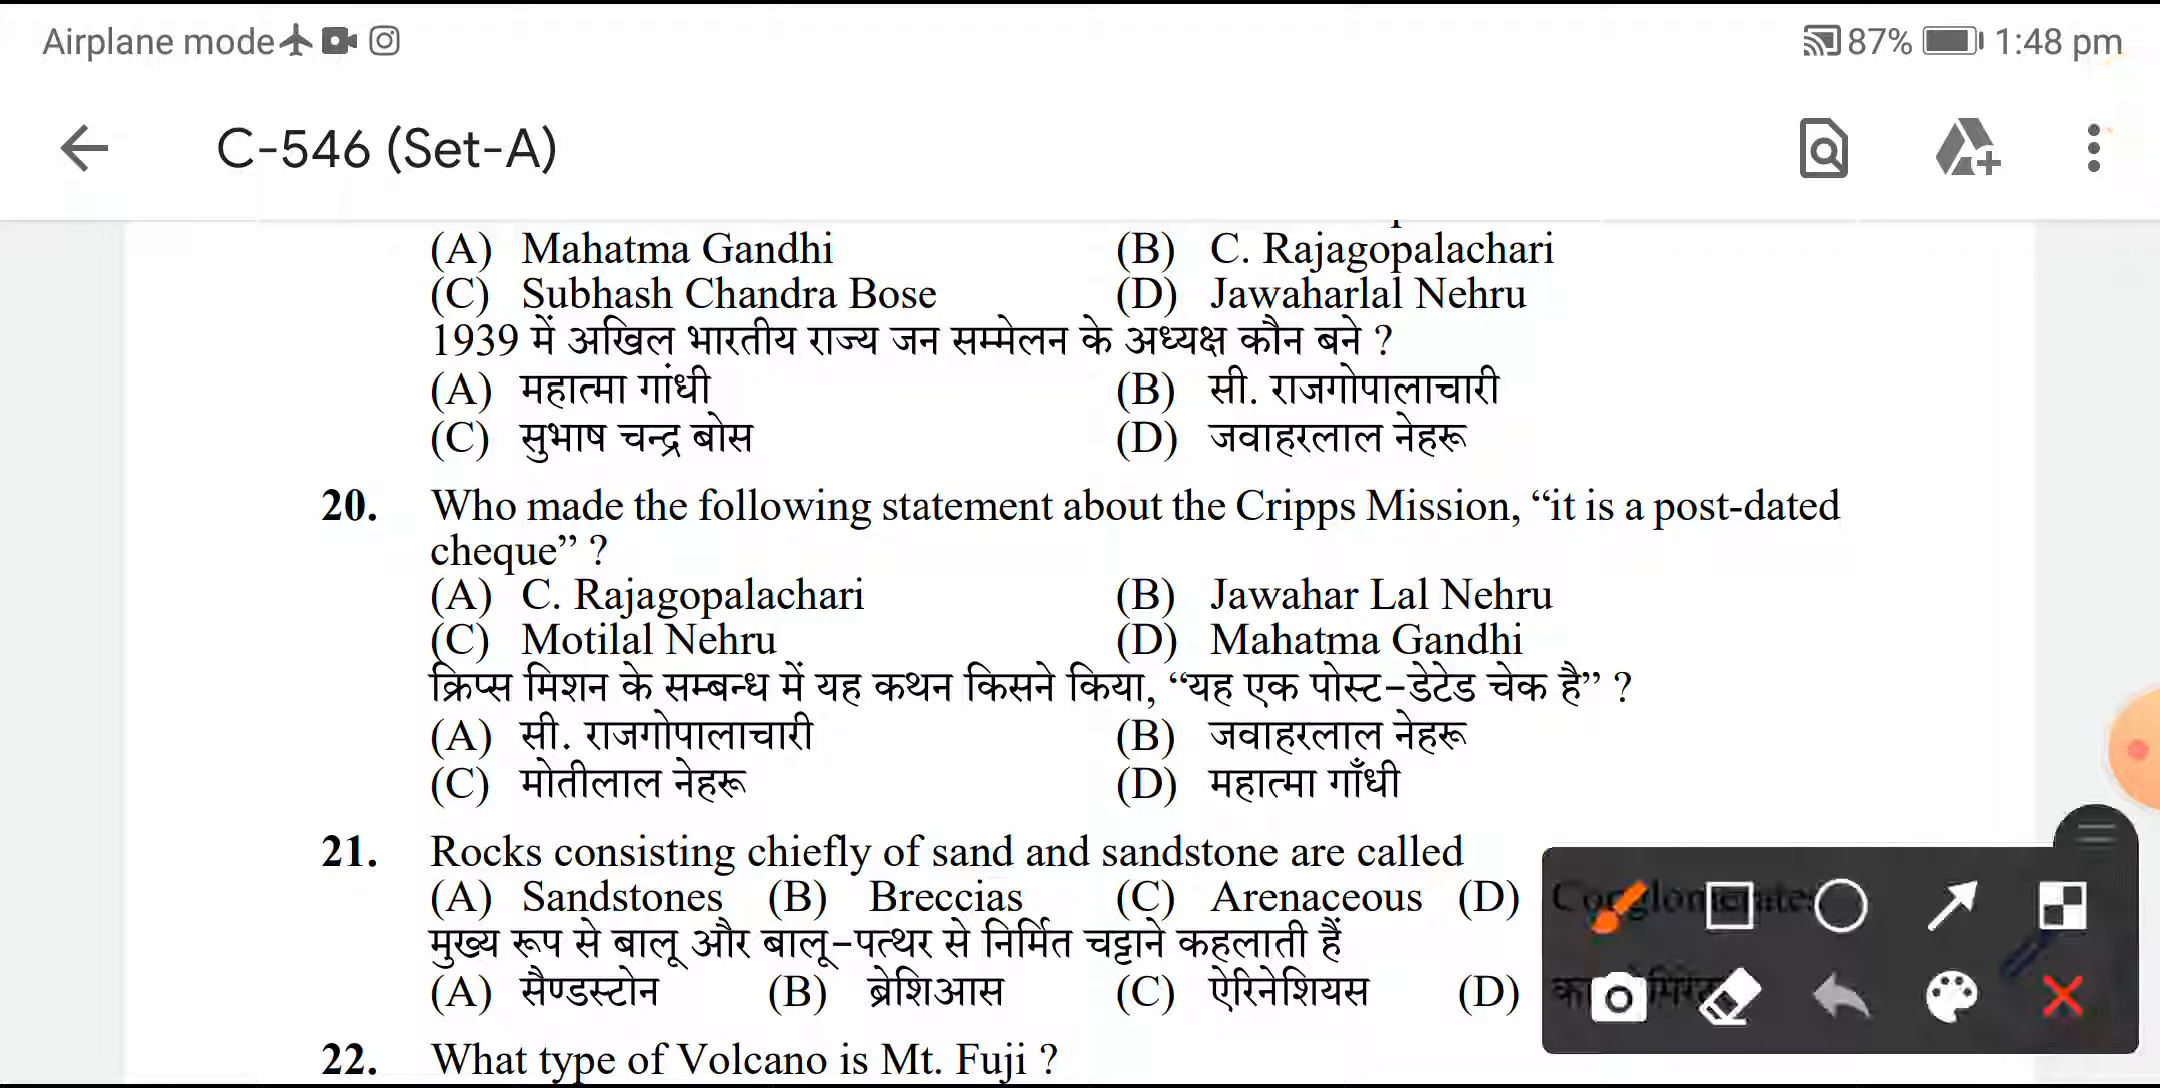 Airplane mode 87% 1:48 pm
C-546 (Set-A)
(A) Mahatma Gandhi (B) C. Rajagopalachari
(C) Subhash Chandra Bose (D) Jawaharlal Nehru
1939 में अखिल भारतीय राज्य जन सम्मेलन के अध्यक्ष कौन बने ?
(A) महात्मा गांधी (B) सी. राजगोपालाचारी
(C) सुभाष चन्द्र बोस (D) जवाहरलाल नेहरू
20. Who made the following statement about the Cripps Mission, “it is a post-dated
cheque” ?
(A) C. Rajagopalachari (B) Jawahar Lal Nehru
(C) Motilal Nehru (D) Mahatma Gandhi
क्रिप्स मिशन के सम्बन्ध में यह कथन किसने किया, “यह एक पोस्ट-डेटेड चेक है” ?
(A) सी. राजगोपालाचारी (B) जवाहरलाल नेहरू
(C) मोतीलाल नेहरू (D) महात्मा गाँधी
21. Rocks consisting chiefly of sand and sandstone are called
(A) Sandstones (B) Breccias (C) Arenaceous (D)
मुख्य रूप से बालू और बालू-पत्थर से निर्मित चट्टाने कहलाती हैं
(A) सैण्डस्टोन (B) ब्रेशिआस (C) ऐरिनेशियस (D)
22. What type of Volcano is Mt. Fuji ?